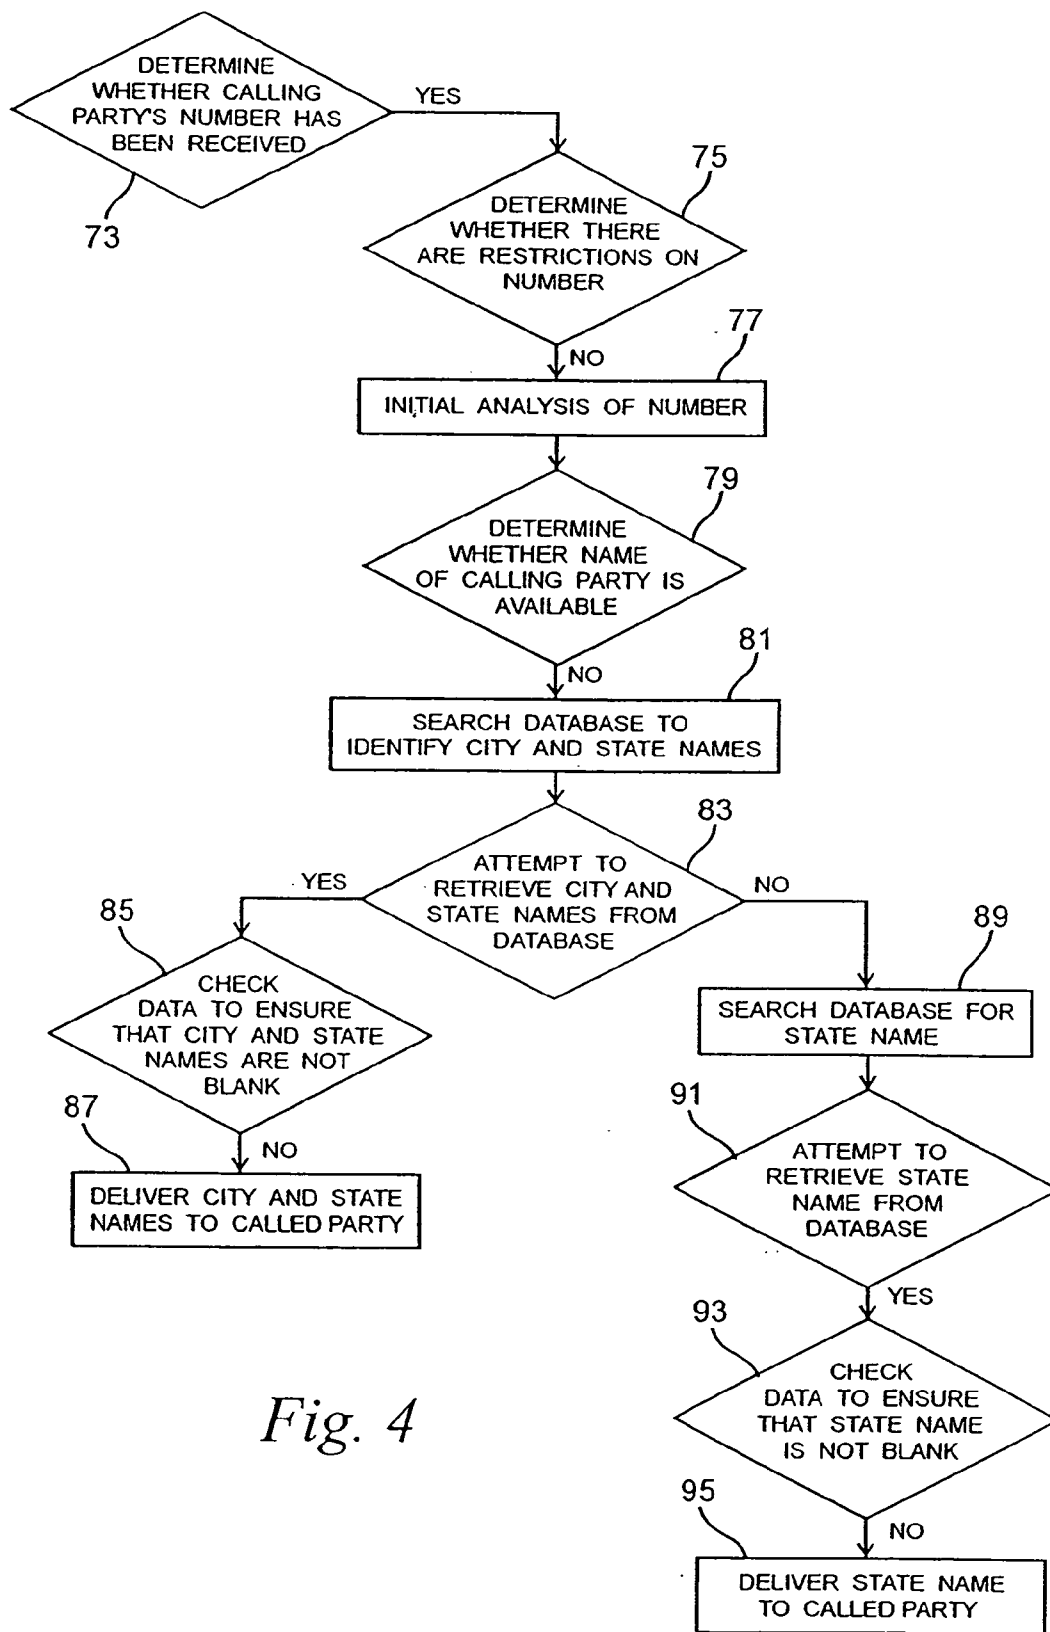 DETERMINE
WHETHER CALLING
PARTY'S NUMBER HAS
BEEN RECEIVED
YES
73
75
DETERMINE
WHETHER THERE
ARE RESTRICTIONS ON
NUMBER
NO
77
INITIAL ANALYSIS OF NUMBER
79
DETERMINE
WHETHER NAME
OF CALLING PARTY IS
AVAILABLE
NO
81
SEARCH DATABASE TO
IDENTIFY CITY AND STATE NAMES
83
ATTEMPT TO
RETRIEVE CITY AND
STATE NAMES FROM
DATABASE
YES
NO
85
CHECK
DATA TO ENSURE
THAT CITY AND STATE
NAMES ARE NOT
BLANK
NO
87
DELIVER CITY AND STATE
NAMES TO CALLED PARTY
89
SEARCH DATABASE FOR
STATE NAME
91
ATTEMPT TO
RETRIEVE STATE
NAME FROM
DATABASE
YES
93
CHECK
DATA TO ENSURE
THAT STATE NAME
IS NOT BLANK
NO
95
DELIVER STATE NAME
TO CALLED PARTY
Fig. 4